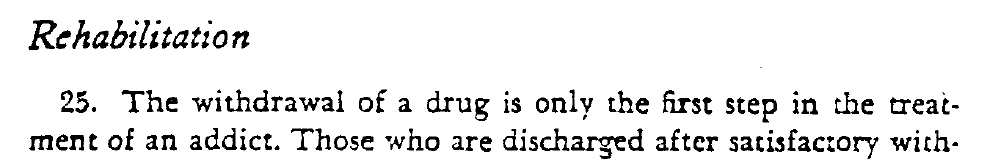 Rehabilitation
25. The withdrawal of a drug is only the first step in the treat-
ment of an addict. Those who are discharged after satisfactory with-